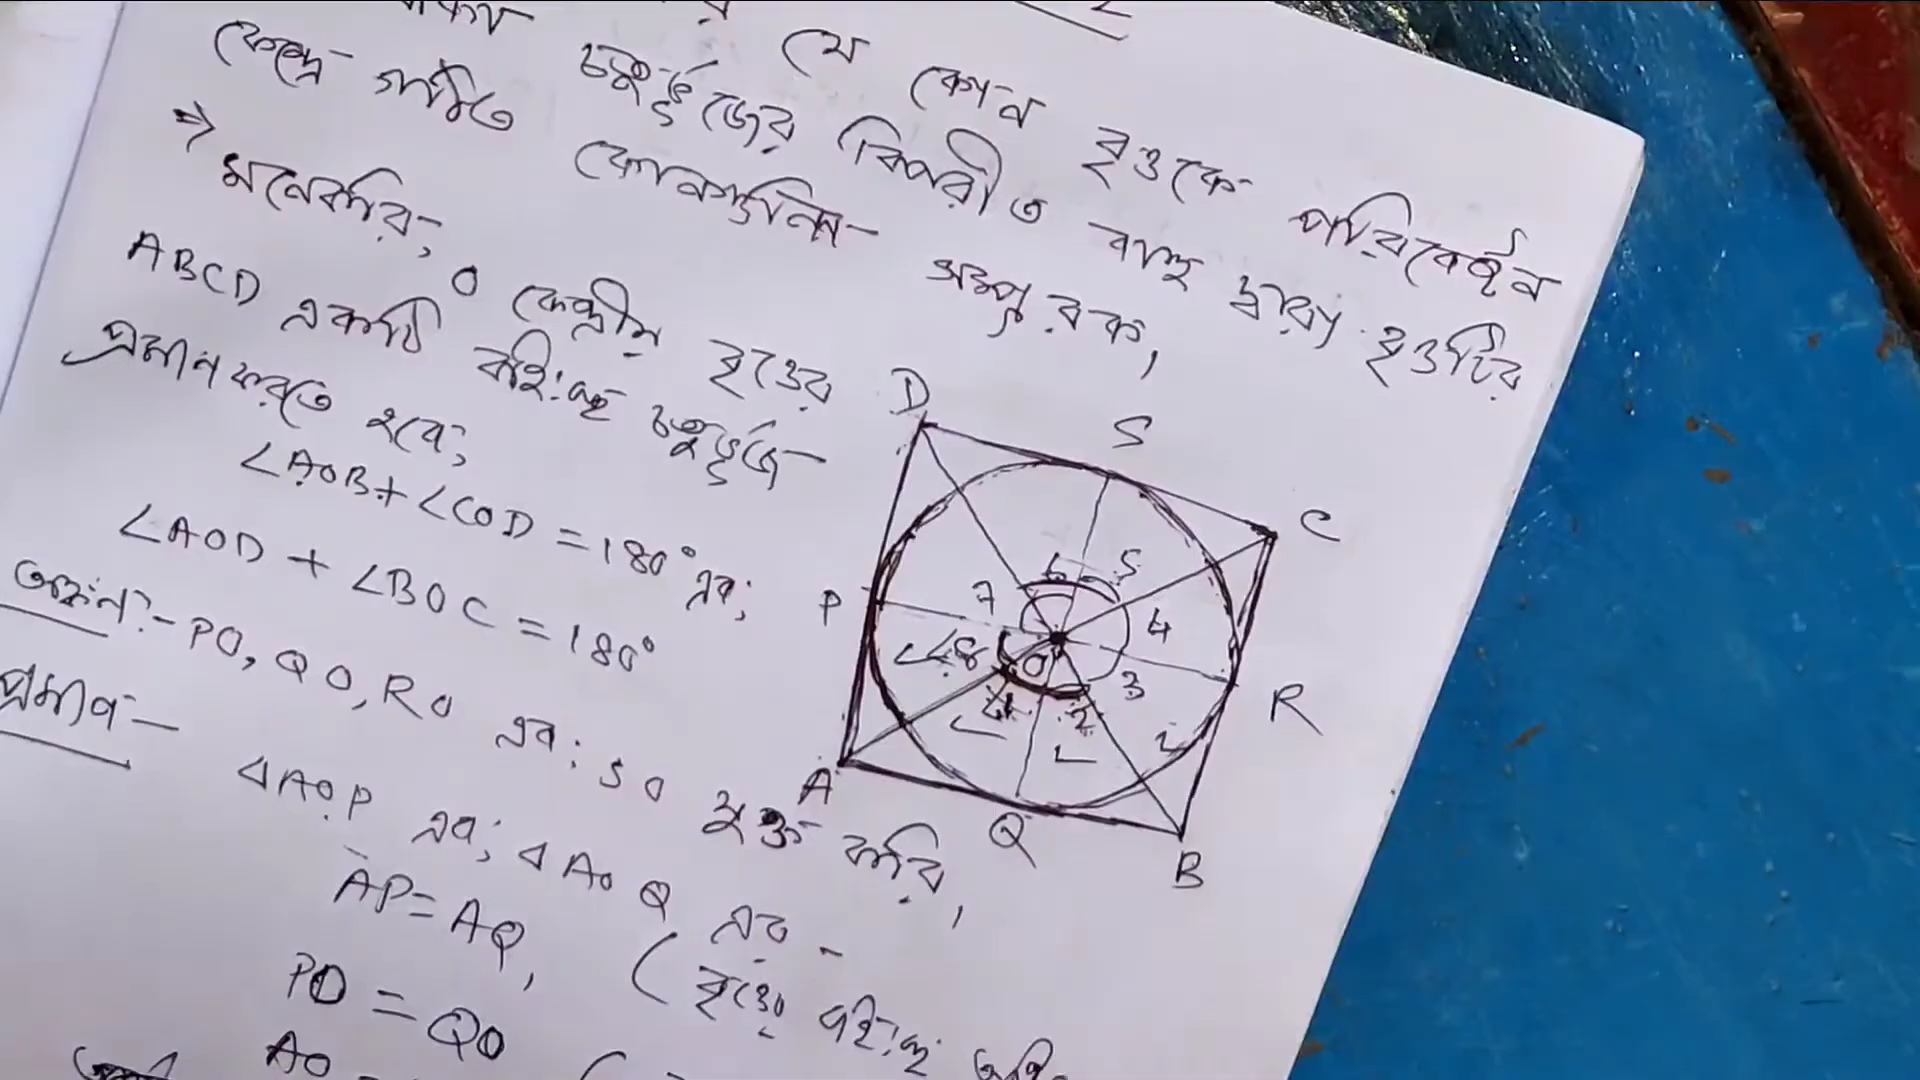 যে কোন বৃত্তকে পরিবেষ্টন
চতুর্ভুজের বিপরীত বাহু দ্বারা বৃত্তটির
কেন্দ্রে গঠিত কোনগুলি সম্পূরক,
⇒ মনেকরি, O কেন্দ্রীয় বৃত্তের
ABCD একটি বহিঃস্থ চতুর্ভুজ
প্রমান করতে হবে,
∠AOB + ∠COD = 180° এবং
∠AOD + ∠BOC = 180°
অঙ্কন:- PO, QO, RO এবং SO যুক্ত করি,
প্রমাণ:-
△AOP এবং △AOQ এর -
AP = AQ, (বৃত্তের বহিঃস্থ
PO = QO
AO
D
S
C
6
5
P
7
4
8
O
3
R
1
2
A
Q
B